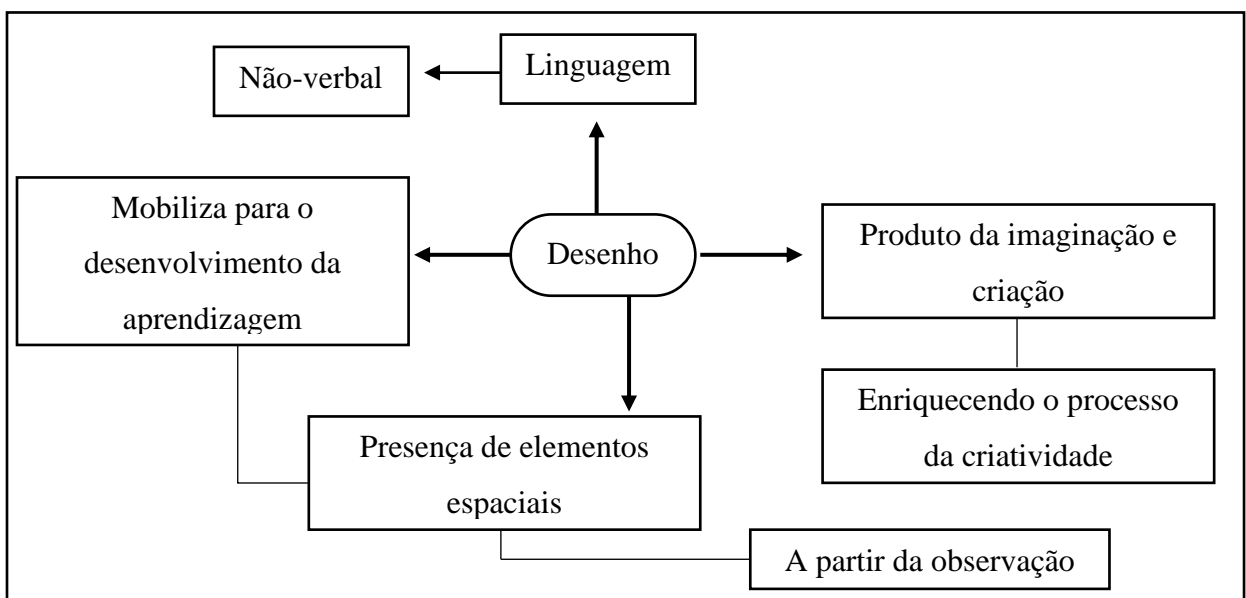 Linguagem
Não-verbal
Mobiliza para o
desenvolvimento da
aprendizagem
Desenho
Produto da imaginação e
criação
Enriquecendo o processo
da criatividade
Presença de elementos
espaciais
A partir da observação